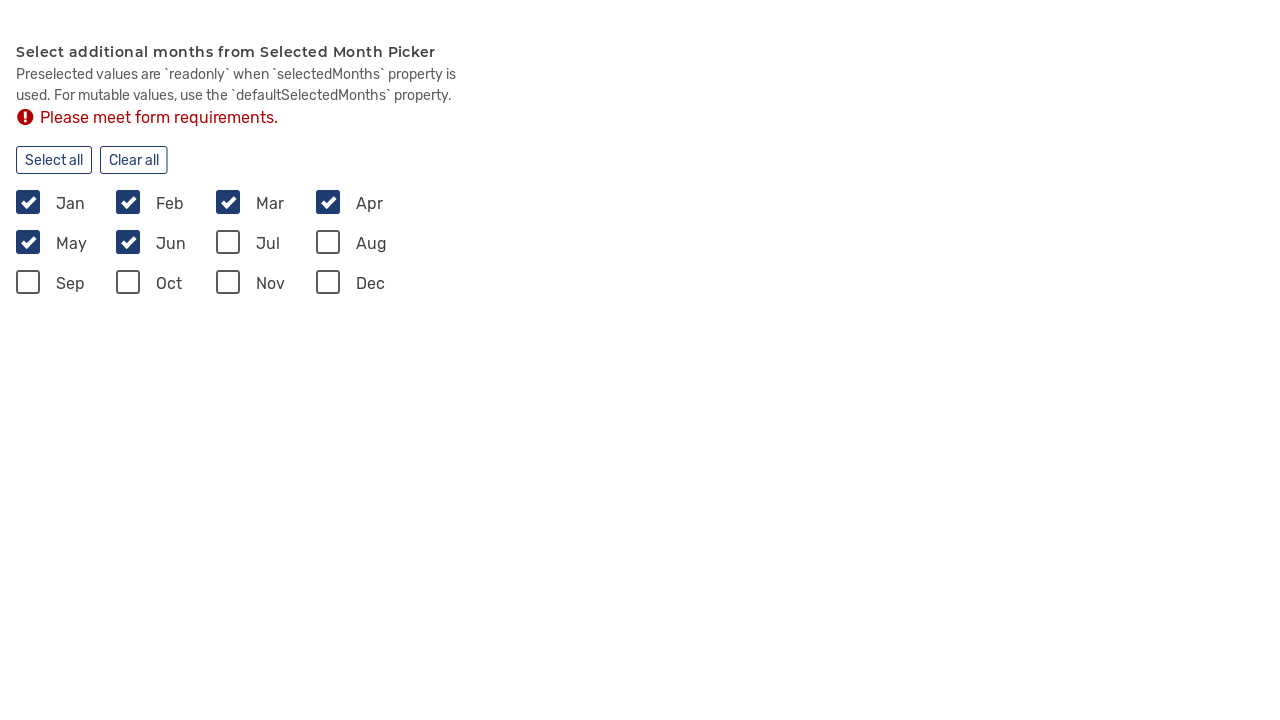 Select additional months from Selected Month Picker
Preselected values are `readonly` when `selectedMonths` property is
used. For mutable values, use the `defaultSelectedMonths` property.
Please meet form requirements.
Select all Clear all
Jan Feb Mar Apr
May Jun Jul Aug
Sep Oct Nov Dec